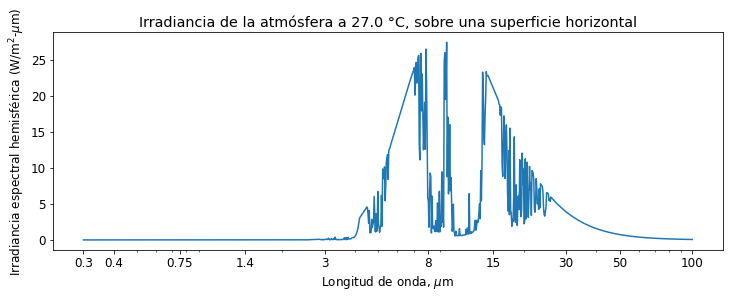 Irradiancia de la atmósfera a 27.0 °C, sobre una superficie horizontal
Irradiancia espectral hemisférica (W/m²-μm)
25
20
15
10
5
0
0.3 0.4 0.75 1.4 3 8 15 30 50 100
Longitud de onda, μm